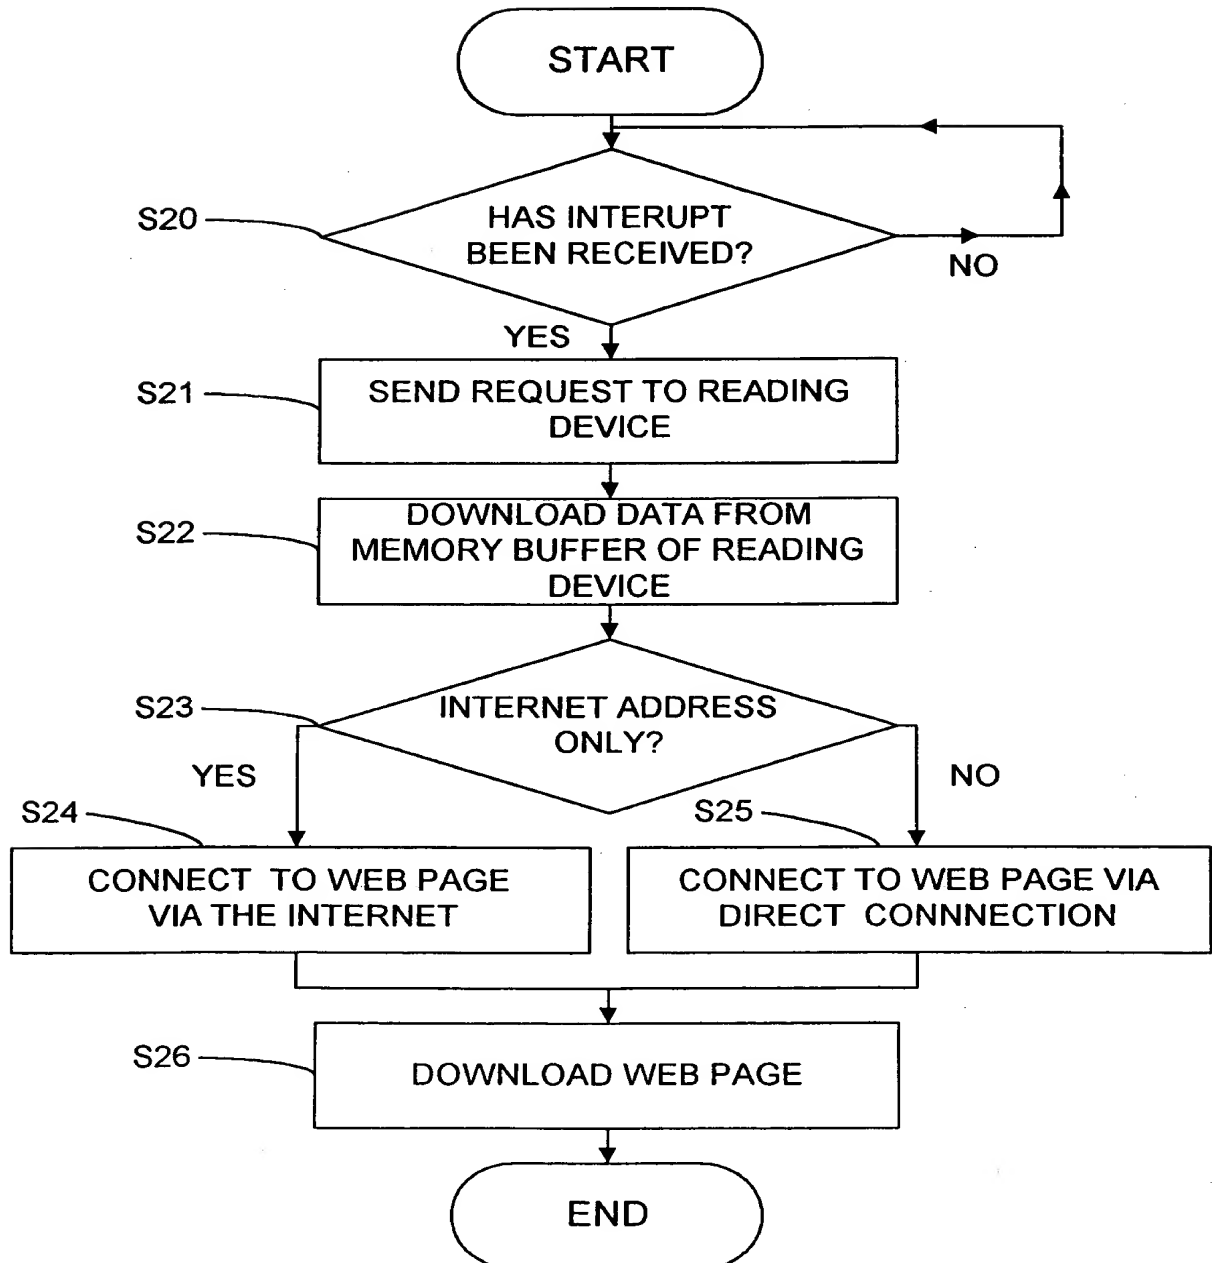 START
S20
HAS INTERUPT
BEEN RECEIVED?
NO
YES
S21
SEND REQUEST TO READING
DEVICE
S22
DOWNLOAD DATA FROM
MEMORY BUFFER OF READING
DEVICE
S23
INTERNET ADDRESS
ONLY?
YES
NO
S24
CONNECT TO WEB PAGE
VIA THE INTERNET
S25
CONNECT TO WEB PAGE VIA
DIRECT CONNNECTION
S26
DOWNLOAD WEB PAGE
END